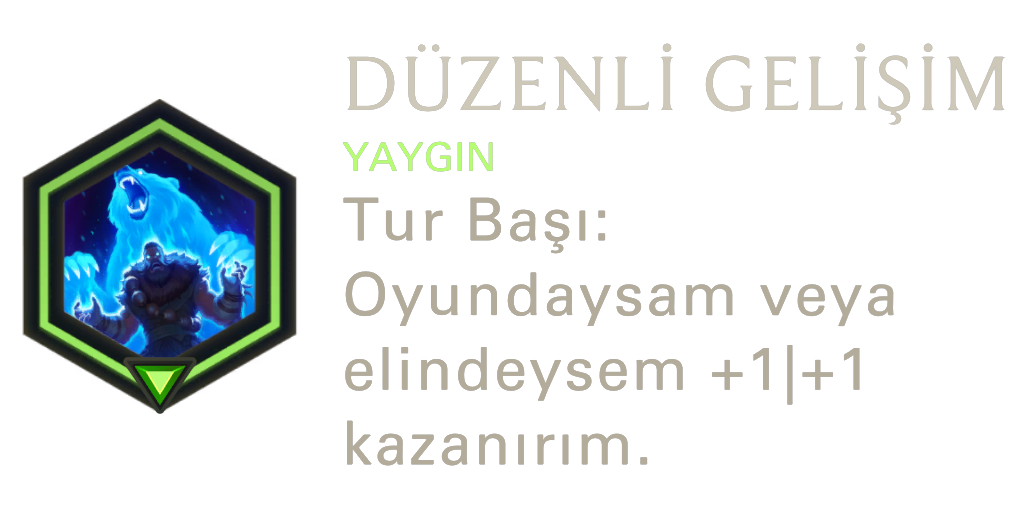 DÜZENLİ GELİŞİM
YAYGIN
Tur Başı:
Oyundaysam veya
elindeysem +1|+1
kazanırım.